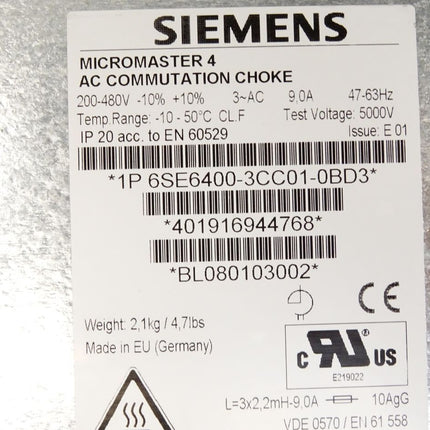 SIEMENS
MICROMASTER 4
AC COMMUTATION CHOKE
200-480V -10% +10% 3~AC 9,0A 47-63Hz
Temp.Range: -10 - 50°C CL.F Test Voltage: 5000V
IP 20 acc. to EN 60529 Issue: E 01
*1P 6SE6400-3CC01-0BD3*
*401916944768*
*BL080103002*
Weight: 2,1kg / 4,7lbs
Made in EU (Germany)
CE
c UR US
E219022
L=3x2,2mH-9,0A 10AgG
VDE 0570 / EN 61 558